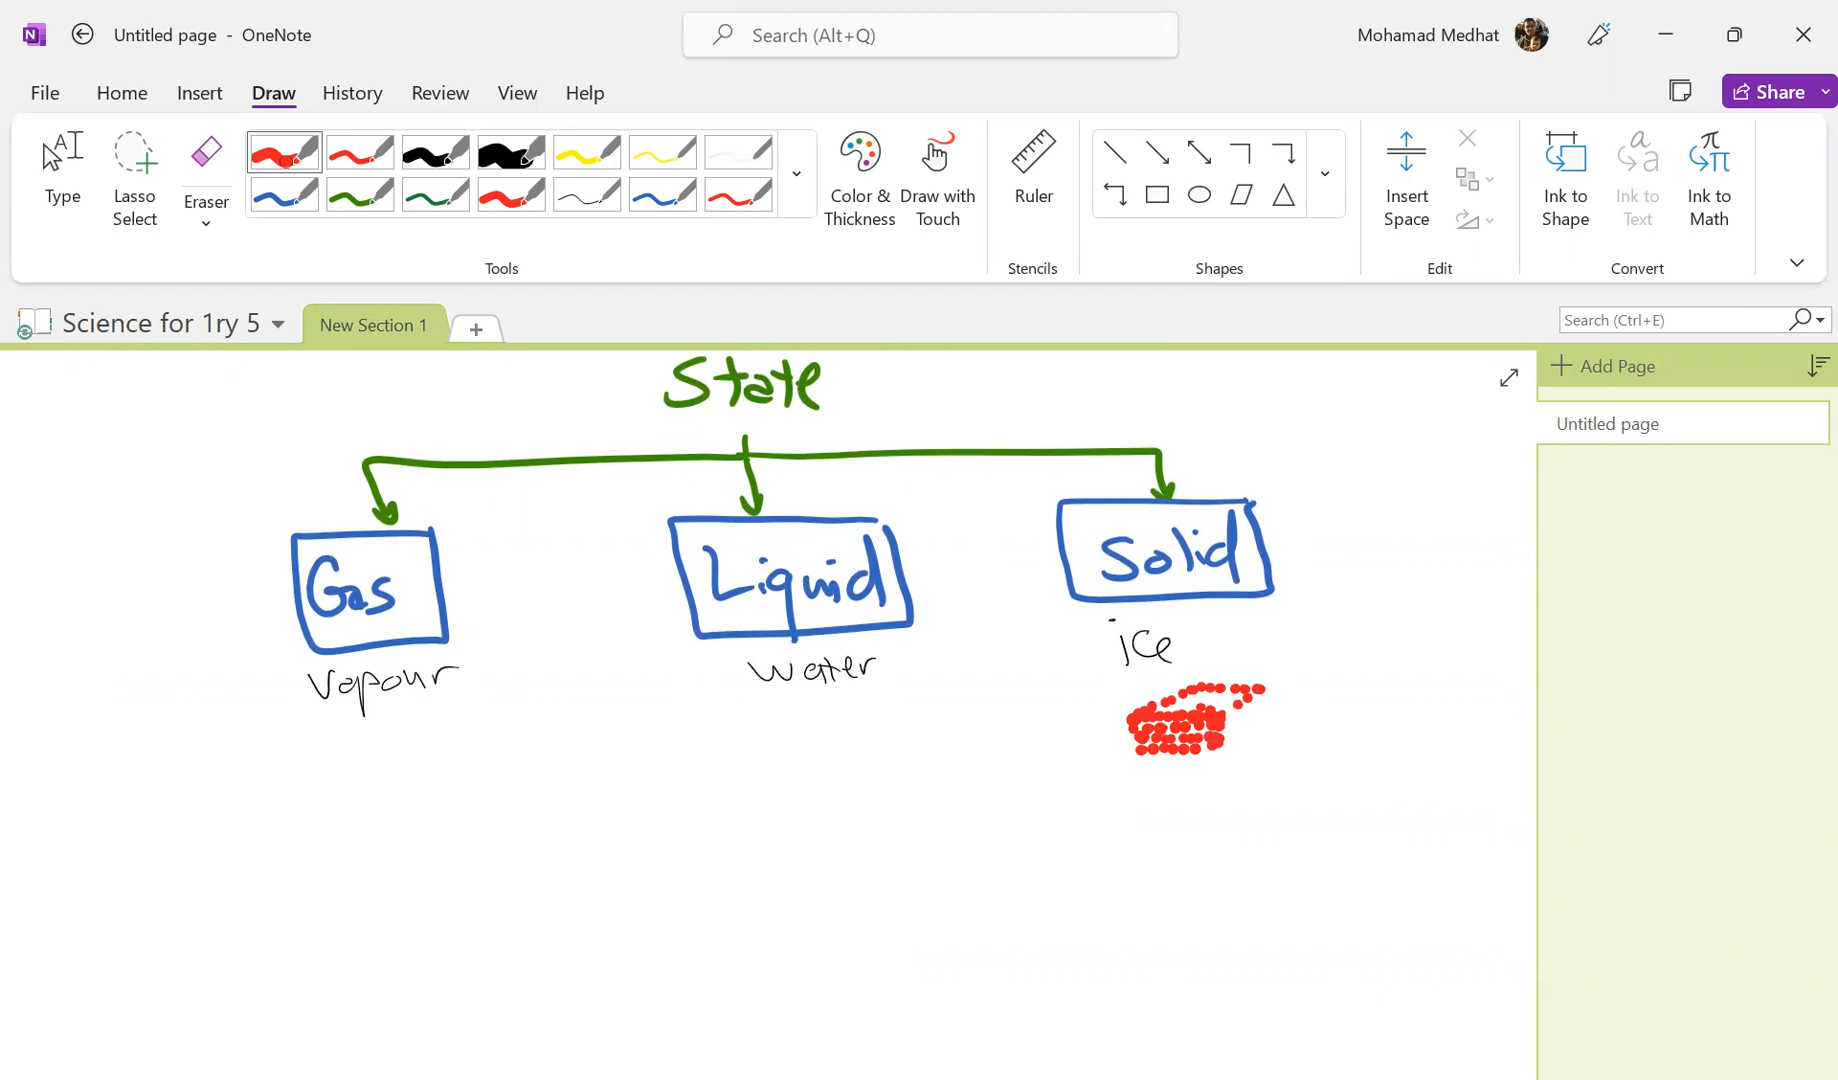 Untitled page - OneNote
Search (Alt+Q)
Mohamad Medhat
File Home Insert Draw History Review View Help
Share
Type
Lasso Select
Eraser
Color & Thickness
Draw with Touch
Ruler
Insert Space
Ink to Shape
Ink to Text
Ink to Math
Tools Stencils Shapes Edit Convert
Science for 1ry 5
New Section 1
Search (Ctrl+E)
Add Page
Untitled page
State
Gas
Liquid
Solid
Vapour
water
ice